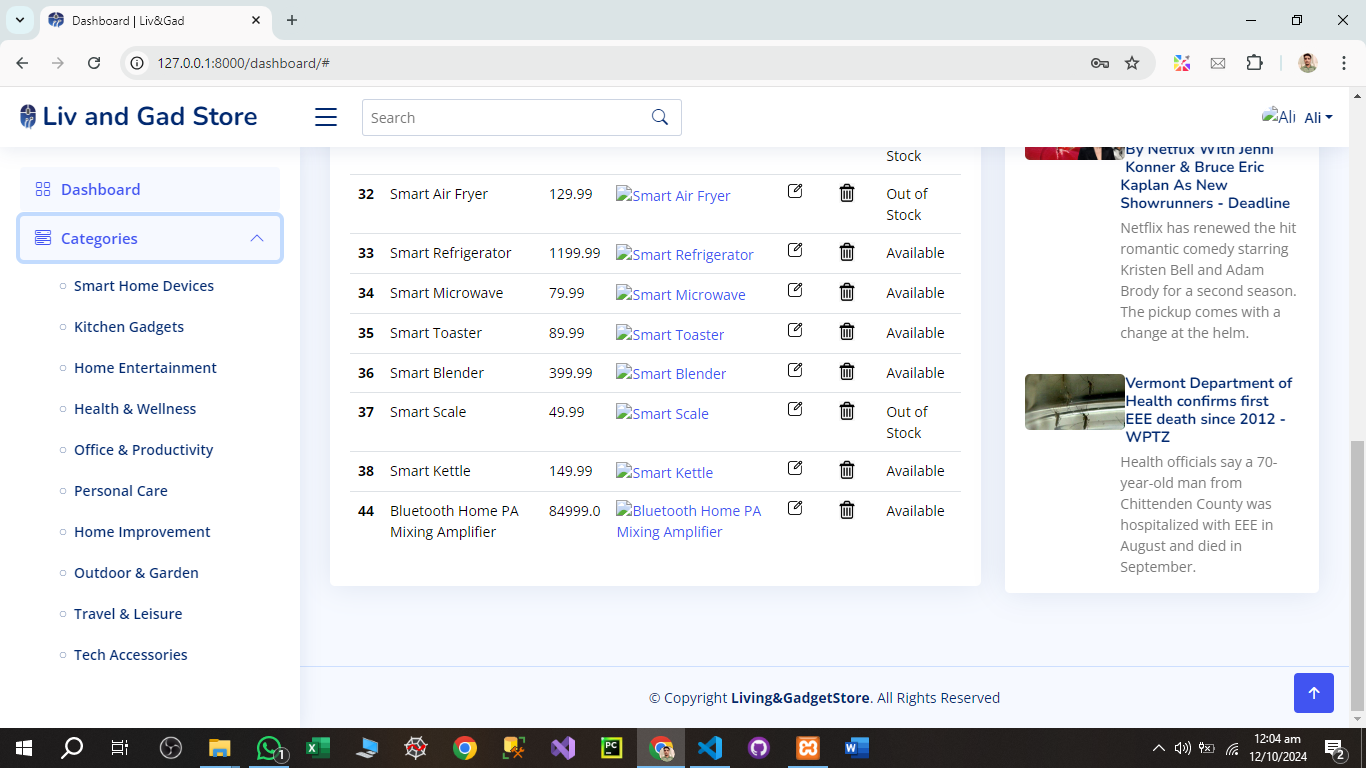 Dashboard | Liv&Gad
127.0.0.1:8000/dashboard/#
Liv and Gad Store
Search
Ali
Ali
Dashboard
Categories
Smart Home Devices
Kitchen Gadgets
Home Entertainment
Health & Wellness
Office & Productivity
Personal Care
Home Improvement
Outdoor & Garden
Travel & Leisure
Tech Accessories
Stock
32 Smart Air Fryer 129.99 Smart Air Fryer Out of
Stock
33 Smart Refrigerator 1199.99 Smart Refrigerator Available
34 Smart Microwave 79.99 Smart Microwave Available
35 Smart Toaster 89.99 Smart Toaster Available
36 Smart Blender 399.99 Smart Blender Available
37 Smart Scale 49.99 Smart Scale Out of
Stock
38 Smart Kettle 149.99 Smart Kettle Available
44 Bluetooth Home PA 84999.0 Bluetooth Home PA Available
Mixing Amplifier Mixing Amplifier
By Netflix With Jenni
Konner & Bruce Eric
Kaplan As New
Showrunners - Deadline
Netflix has renewed the hit
romantic comedy starring
Kristen Bell and Adam
Brody for a second season.
The pickup comes with a
change at the helm.
Vermont Department of
Health confirms first
EEE death since 2012 -
WPTZ
Health officials say a 70-
year-old man from
Chittenden County was
hospitalized with EEE in
August and died in
September.
© Copyright Living&GadgetStore. All Rights Reserved
1
PC
12:04 am
12/10/2024
2